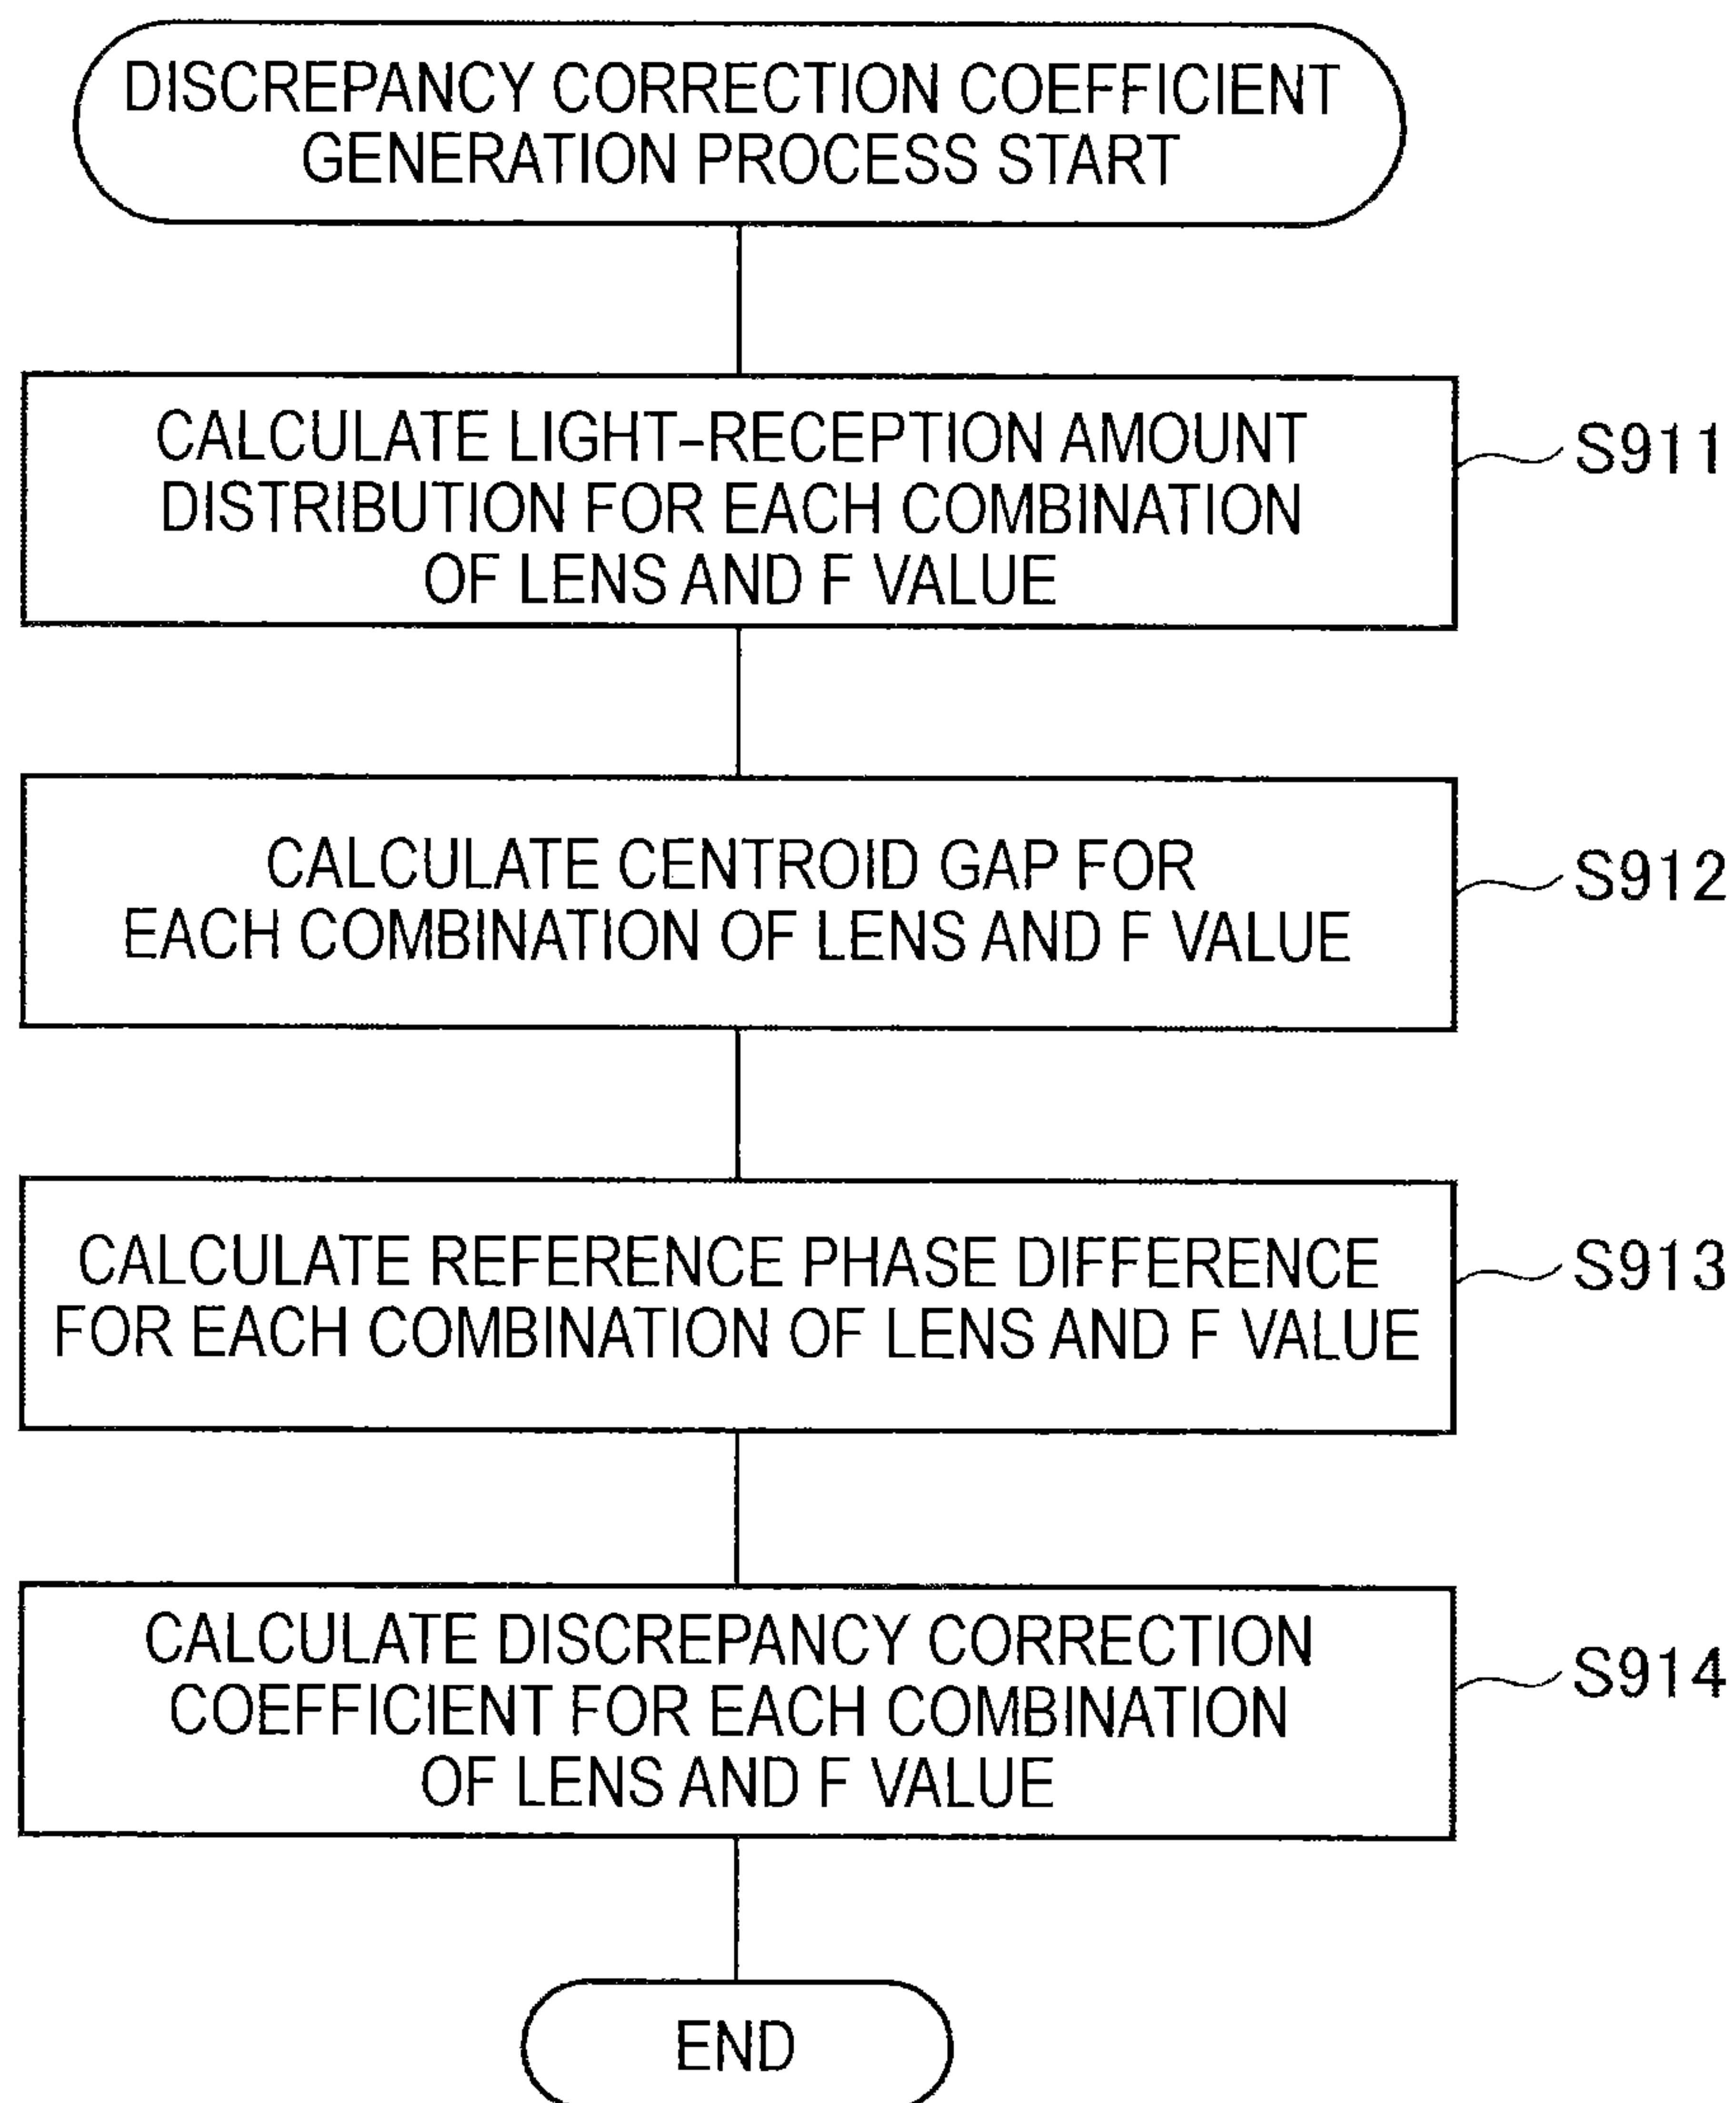 DISCREPANCY CORRECTION COEFFICIENT
GENERATION PROCESS START
CALCULATE LIGHT-RECEPTION AMOUNT
DISTRIBUTION FOR EACH COMBINATION
OF LENS AND F VALUE
S911
CALCULATE CENTROID GAP FOR
EACH COMBINATION OF LENS AND F VALUE
S912
CALCULATE REFERENCE PHASE DIFFERENCE
FOR EACH COMBINATION OF LENS AND F VALUE
S913
CALCULATE DISCREPANCY CORRECTION
COEFFICIENT FOR EACH COMBINATION
OF LENS AND F VALUE
S914
END